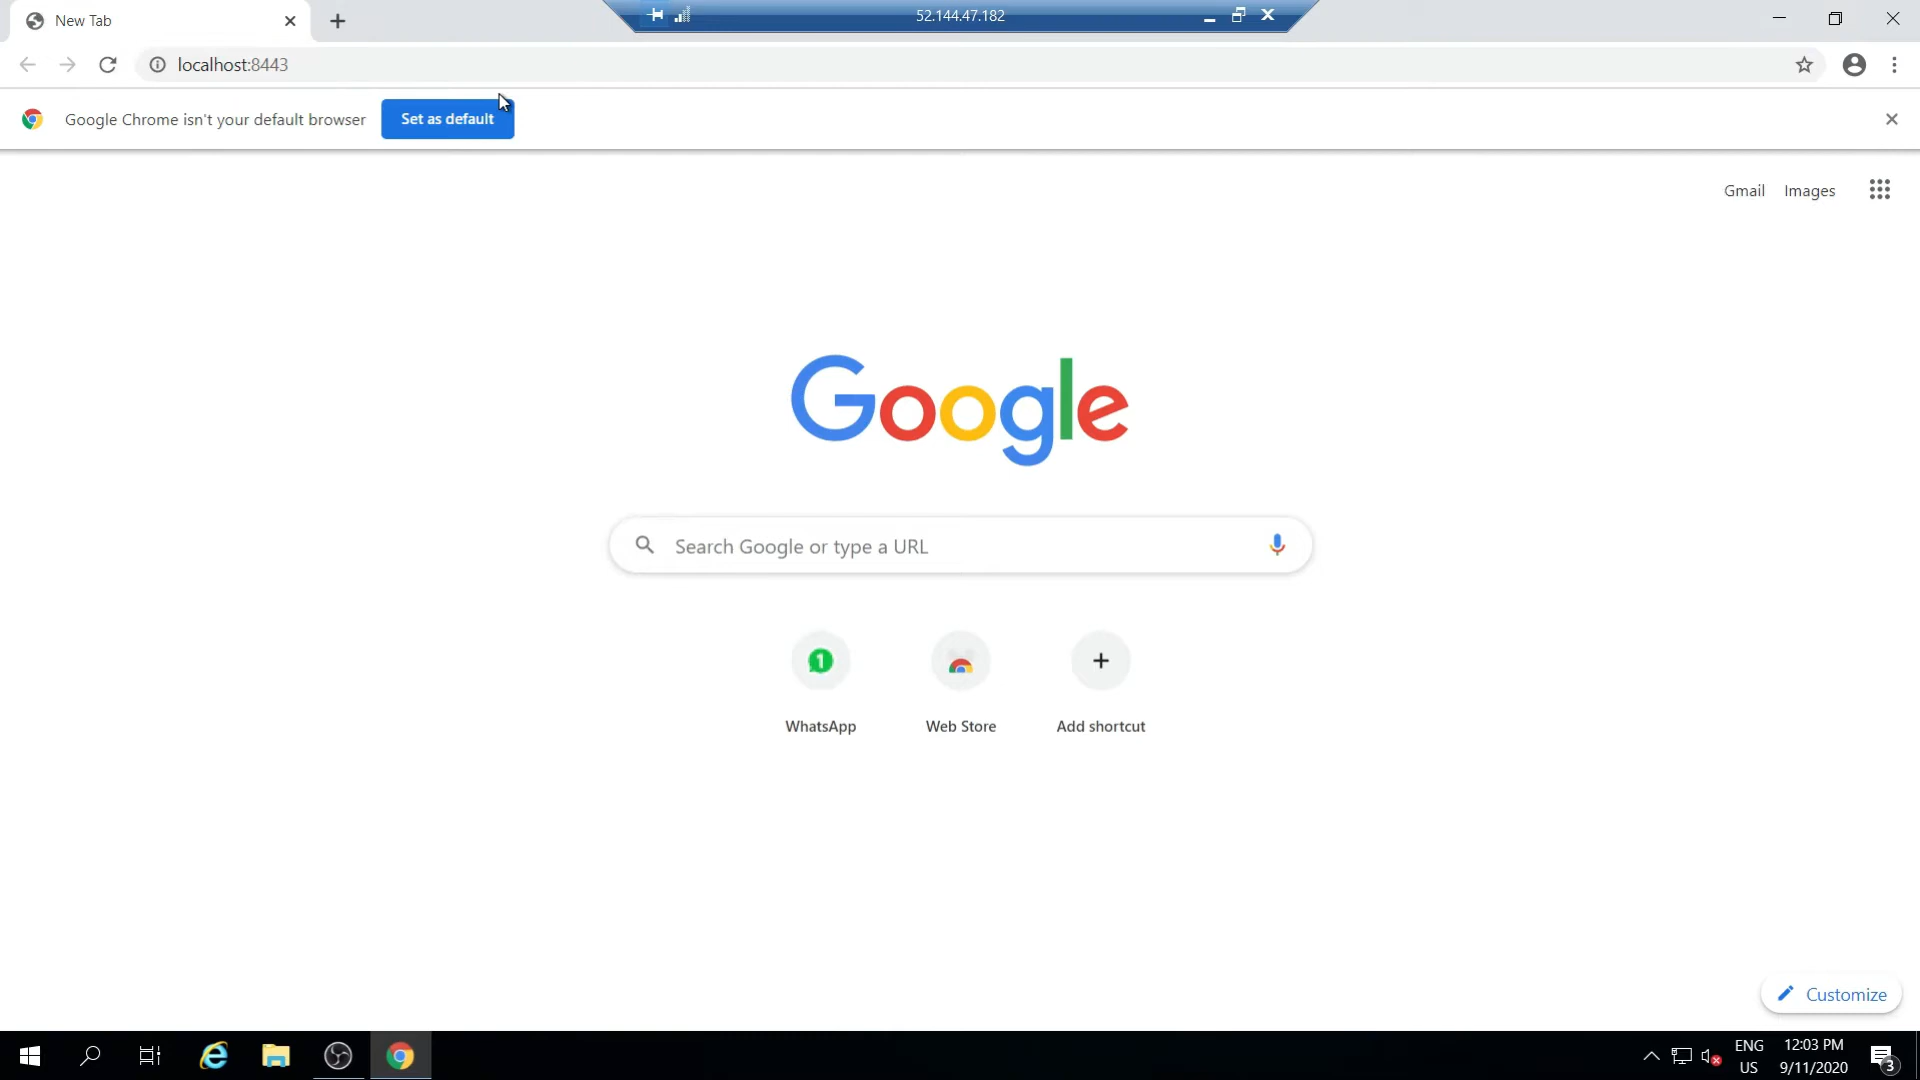 New Tab
52.144.47.182
localhost:8443
Google Chrome isn't your default browser
Set as default
Gmail
Images
Google
Search Google or type a URL
1
WhatsApp
Web Store
Add shortcut
Customize
ENG
US
12:03 PM
9/11/2020
3